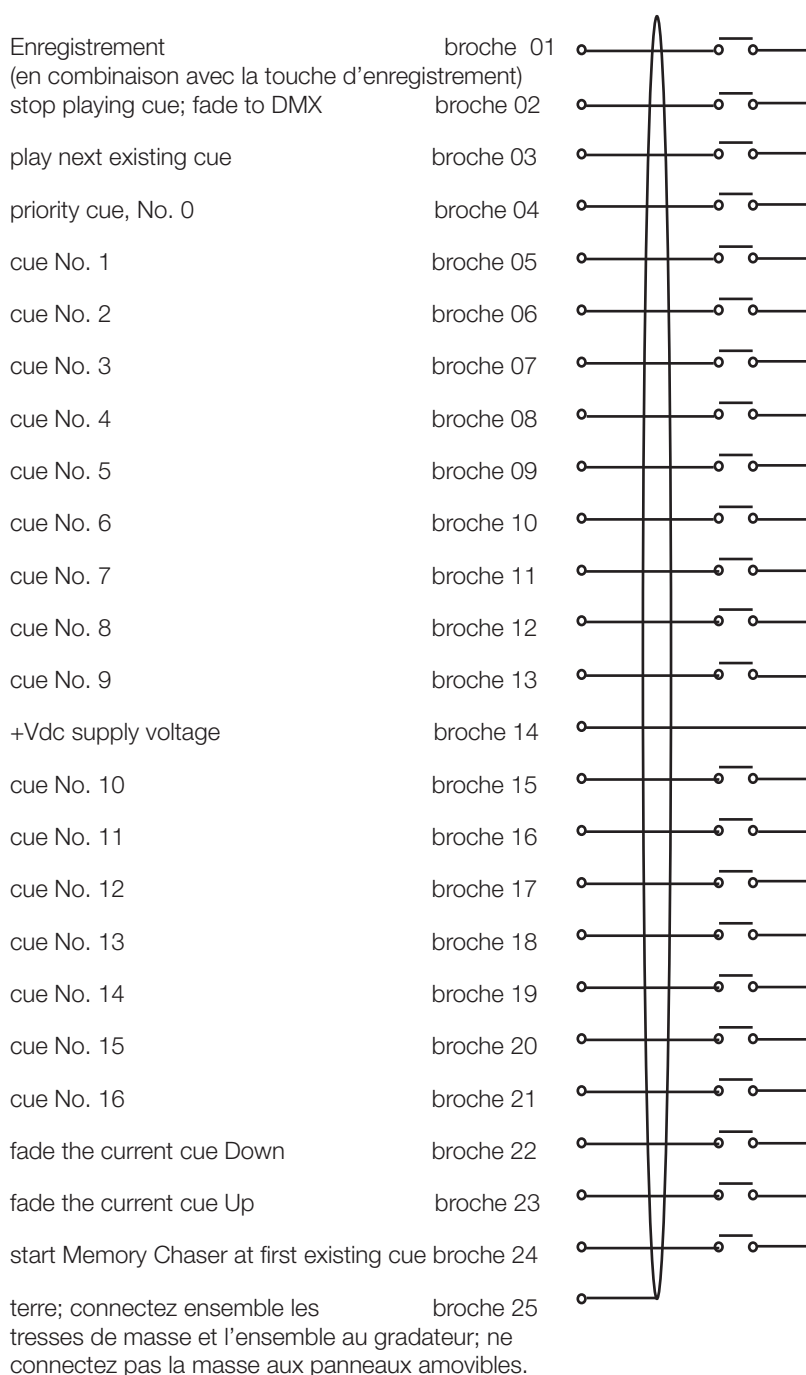 Enregistrement broche 01
(en combinaison avec la touche d'enregistrement)
stop playing cue; fade to DMX broche 02
play next existing cue broche 03
priority cue, No. 0 broche 04
cue No. 1 broche 05
cue No. 2 broche 06
cue No. 3 broche 07
cue No. 4 broche 08
cue No. 5 broche 09
cue No. 6 broche 10
cue No. 7 broche 11
cue No. 8 broche 12
cue No. 9 broche 13
+Vdc supply voltage broche 14
cue No. 10 broche 15
cue No. 11 broche 16
cue No. 12 broche 17
cue No. 13 broche 18
cue No. 14 broche 19
cue No. 15 broche 20
cue No. 16 broche 21
fade the current cue Down broche 22
fade the current cue Up broche 23
start Memory Chaser at first existing cue broche 24
terre; connectez ensemble les broche 25
tresses de masse et l'ensemble au gradateur; ne
connectez pas la masse aux panneaux amovibles.